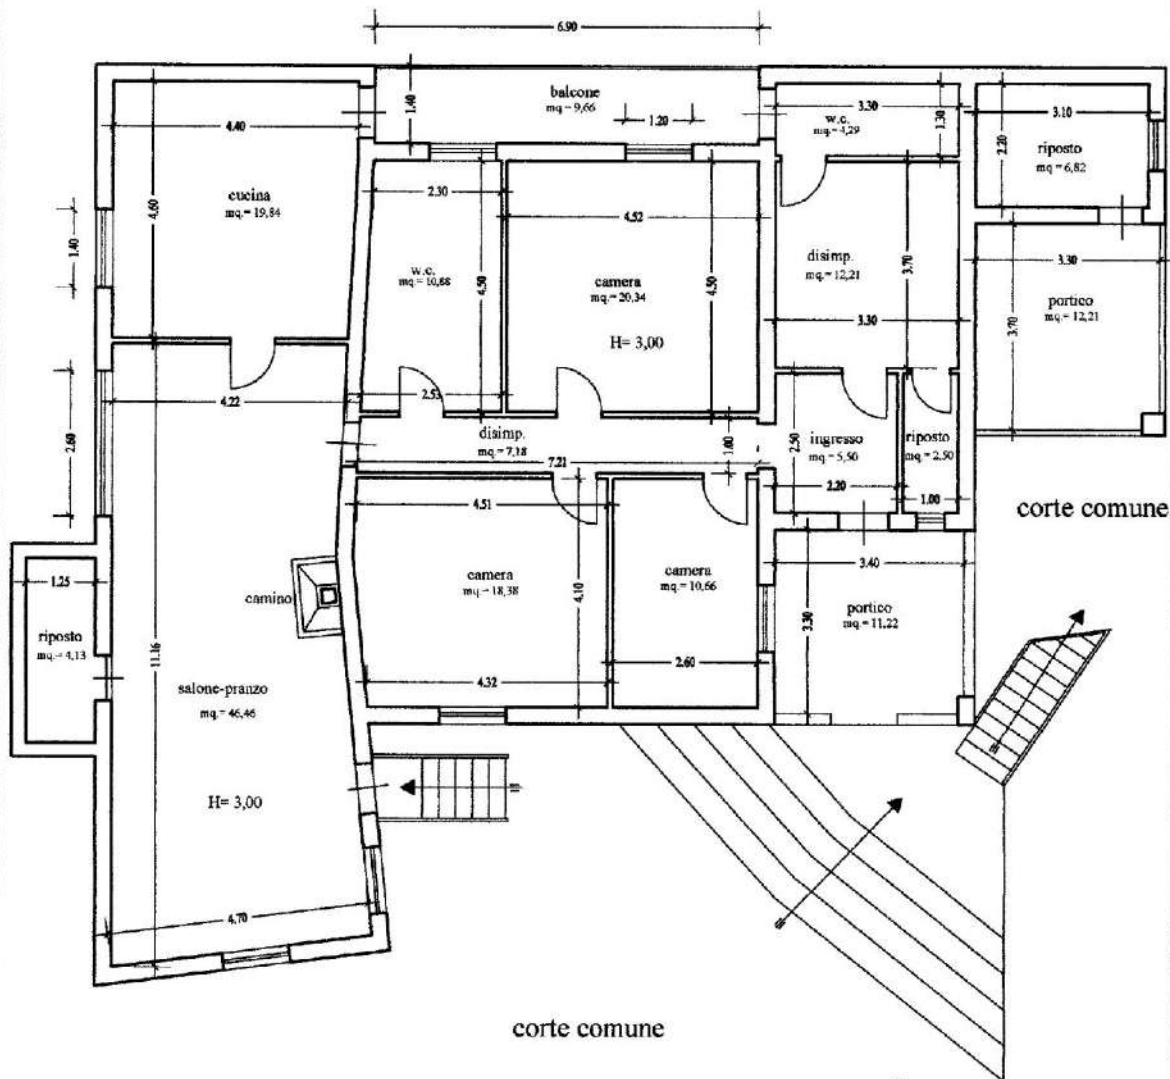 6.90
balcone
mq = 9,66
1.40
1.20
3.30
w.c.
mq= 4,29
1.30
3.10
2.20
riposto
mq = 6,82
4.40
cucina
mq.= 19,84
4.60
1.40
2.30
w.c.
mq.= 10,88
4.50
4.52
camera
mq.= 20,34
4.50
H= 3,00
disimp.
mq.= 12,21
3.70
3.30
3.30
portico
mq.= 12,21
3.70
4.22
2.60
2.53
disimp.
mq.= 7,18
7.21
1.00
2.50
ingresso
mq = 5,50
2.20
riposto
mq = 2,50
1.00
corte comune
4.51
camera
mq.= 18,38
4.10
4.32
camera
mq.= 10,66
2.60
3.40
portico
mq.= 11,22
3.30
1.25
riposto
mq.= 4,13
camino
11.16
salone-pranzo
mq.= 46,46
H= 3,00
4.70
corte comune